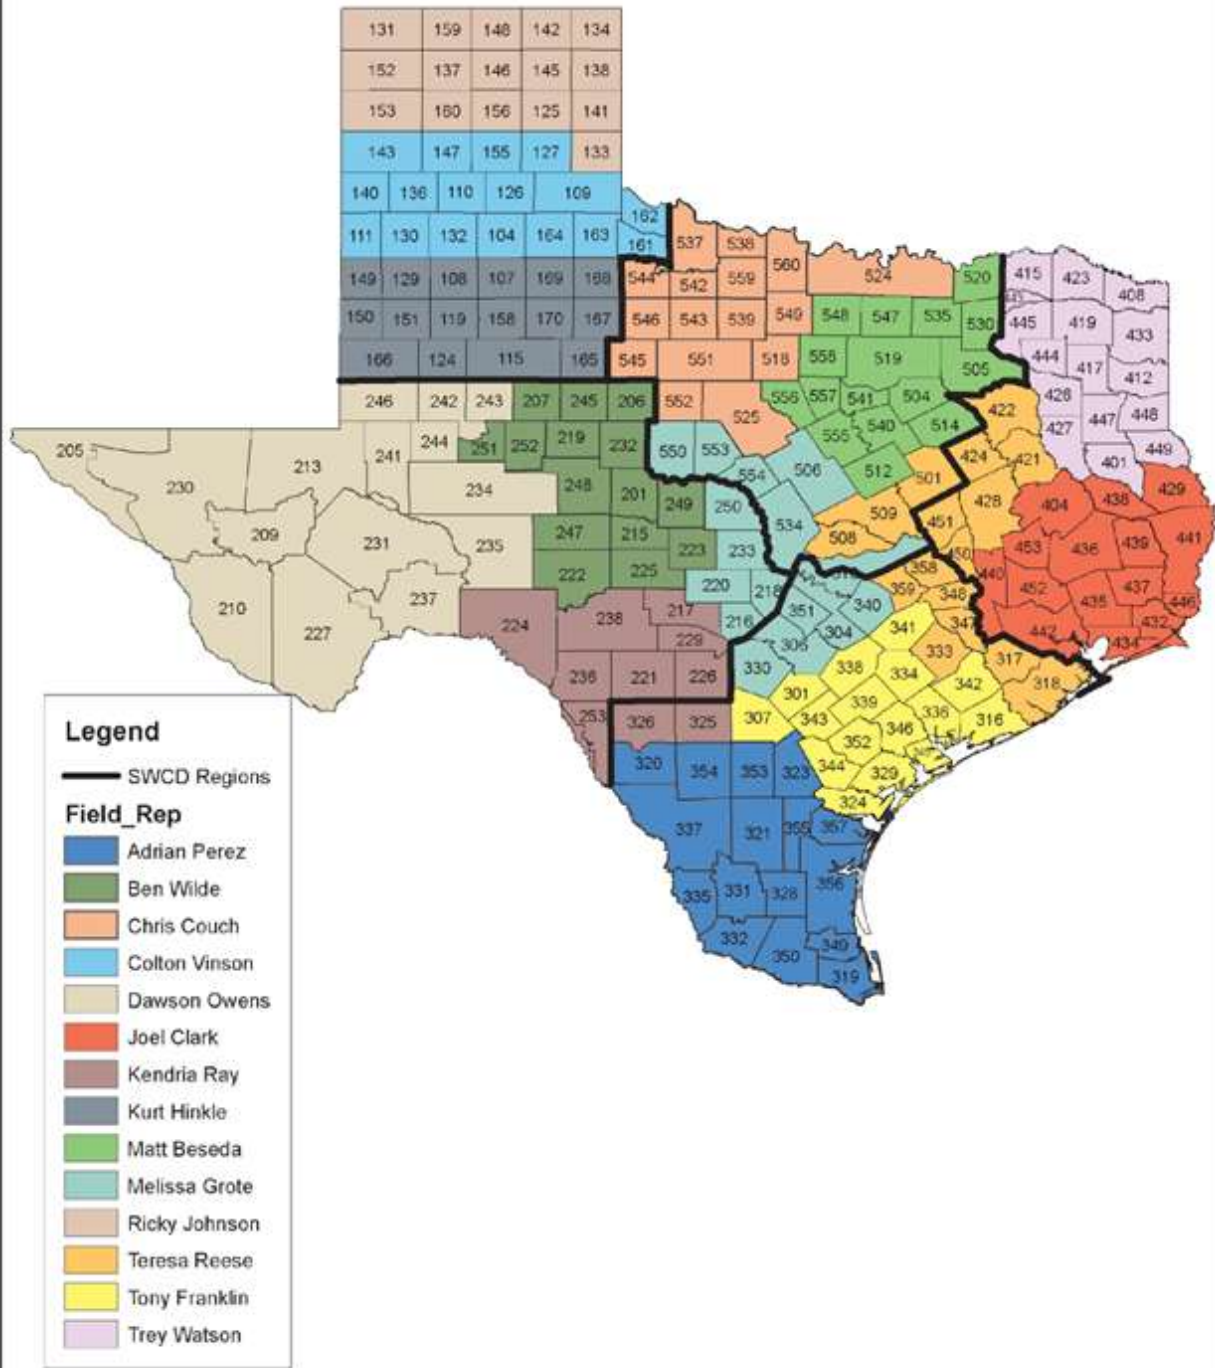 131 159 148 142 134
152 137 146 145 138
153 160 156 125 141
143 147 155 127 133
140 136 110 126 109
162
111 130 132 104 164 163 161 537 538
560
149 129 108 107 169 168 544 542 559 524 520 415 423 408
150 151 119 158 170 167 546 543 539 549 548 547 535 530 445 419 433
166 124 115 165 545 551 518 558 519 505 444 417 412
246 242 243 207 245 206 552 525 556 557 541 504 422 426 447 448
205 241 244 251 252 219 232 550 553 555 540 514 427 449
230 213 234 248 554 506 512 501 424 421 401
209 201 249 250 509 428 404 438 429
231 235 247 215 223 233 534 508 451 450 453 436 439 441
210 227 237 222 225 220 218 358 440 452 437
224 238 217 216 351 340 359 348 435 446
229 306 304 341 347 442 434 432
236 221 226 330 338 334 333 317
253 326 325 307 301 343 339 342 318
336 316
346 352
320 354 353 323 344 329
324
337 321 355 357
335 331 328 356
332 350 349
319
Legend
SWCD Regions
Field_Rep
Adrian Perez
Ben Wilde
Chris Couch
Colton Vinson
Dawson Owens
Joel Clark
Kendria Ray
Kurt Hinkle
Matt Beseda
Melissa Grote
Ricky Johnson
Teresa Reese
Tony Franklin
Trey Watson